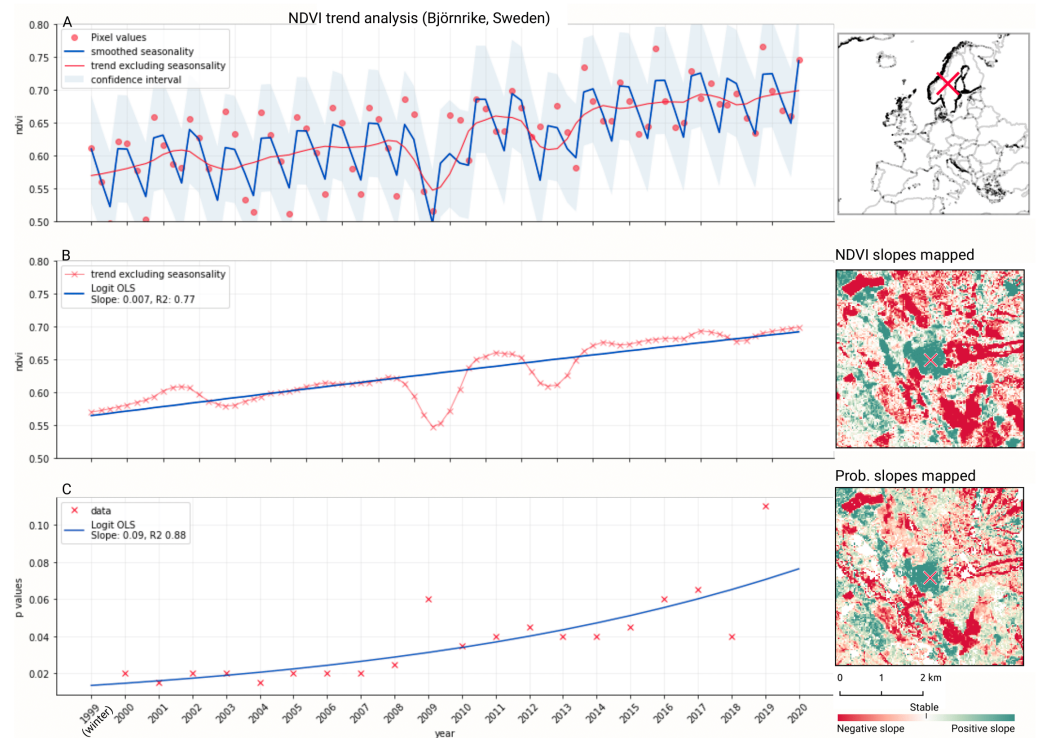 NDVI trend analysis (Björnrike, Sweden)
A
0.80
0.75
0.70
0.65
0.60
0.55
0.50
ndvi
Pixel values
smoothed seasonality
trend excluding seasonsality
confidence interval
B
0.80
0.75
0.70
0.65
0.60
0.55
0.50
ndvi
trend excluding seasonsality
Logit OLS
Slope: 0.007, R2: 0.77
NDVI slopes mapped
C
0.10
0.08
0.06
0.04
0.02
p values
data
Logit OLS
Slope: 0.09, R2 0.88
Prob. slopes mapped
1999 (winter) 2000 2001 2002 2003 2004 2005 2006 2007 2008 2009 2010 2011 2012 2013 2014 2015 2016 2017 2018 2019 2020
year
0 1 2 km
Stable
Negative slope Positive slope